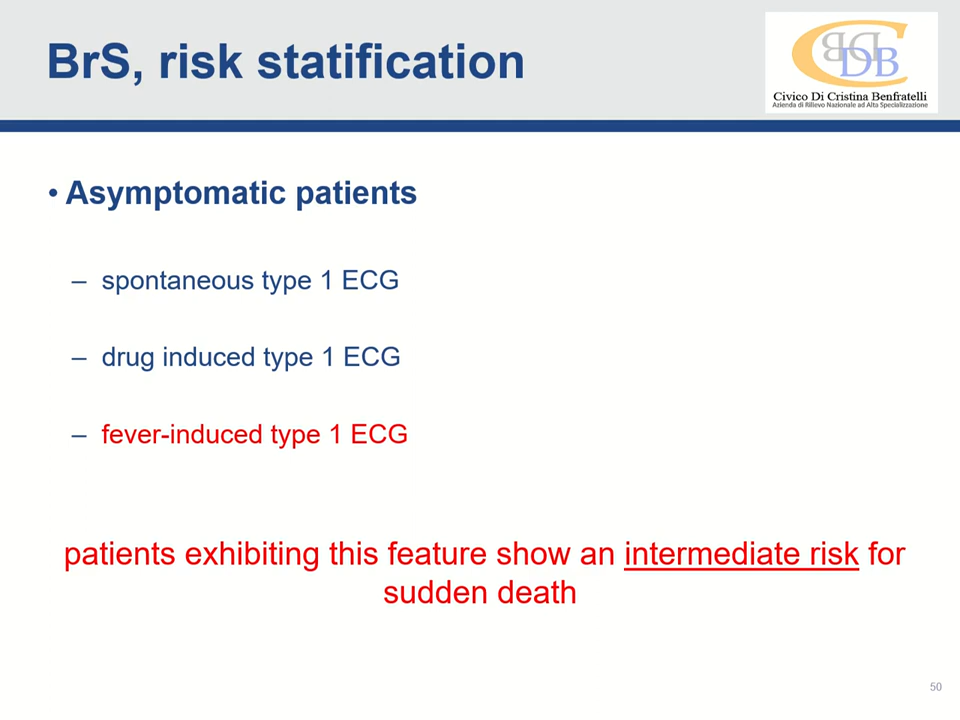 BrS, risk statification
Civico Di Cristina Benfratelli
Azienda di Rilievo Nazionale ad Alta Specializzazione
• Asymptomatic patients
– spontaneous type 1 ECG
– drug induced type 1 ECG
– fever-induced type 1 ECG
patients exhibiting this feature show an intermediate risk for
sudden death
50